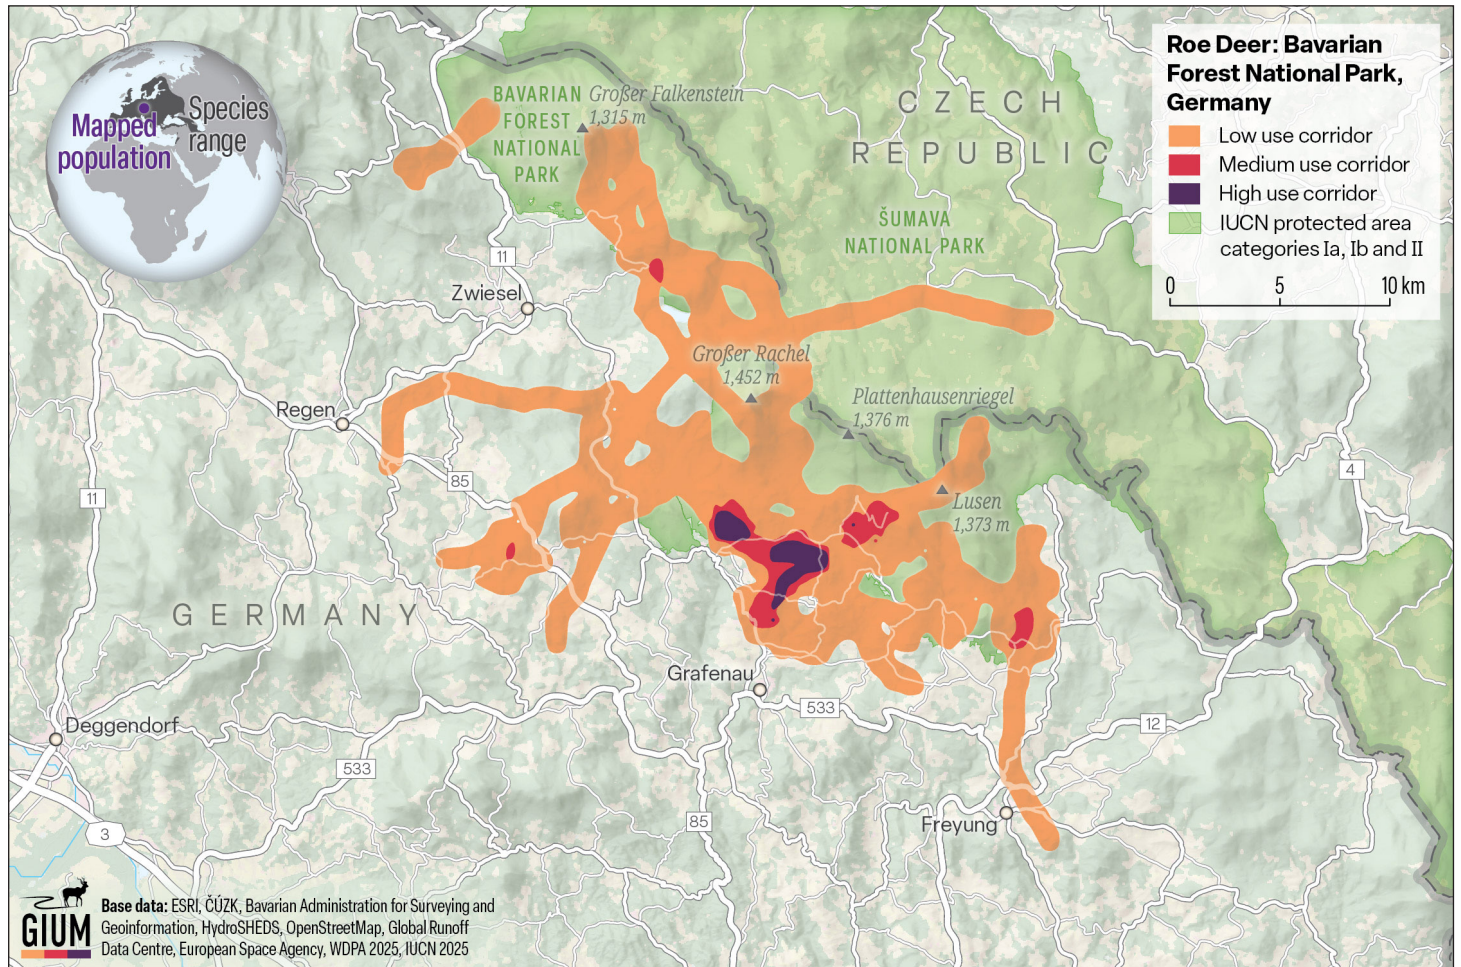 Roe Deer: Bavarian
Forest National Park,
Germany
Low use corridor
Medium use corridor
High use corridor
IUCN protected area
categories Ia, Ib and II
0 5 10 km
Mapped
population
Species
range
BAVARIAN
FOREST
NATIONAL
PARK
Großer Falkenstein
1,315 m
CZECH
REPUBLIC
ŠUMAVA
NATIONAL PARK
11
Zwiesel
Großer Rachel
1,452 m
Plattenhausenriegel
1,376 m
Regen
85
11
4
Lusen
1,373 m
GERMANY
Grafenau
533
12
Deggendorf
533
85
3
Freyung
GIUM
Base data: ESRI, ČÚZK, Bavarian Administration for Surveying and
Geoinformation, HydroSHEDS, OpenStreetMap, Global Runoff
Data Centre, European Space Agency, WDPA 2025, IUCN 2025